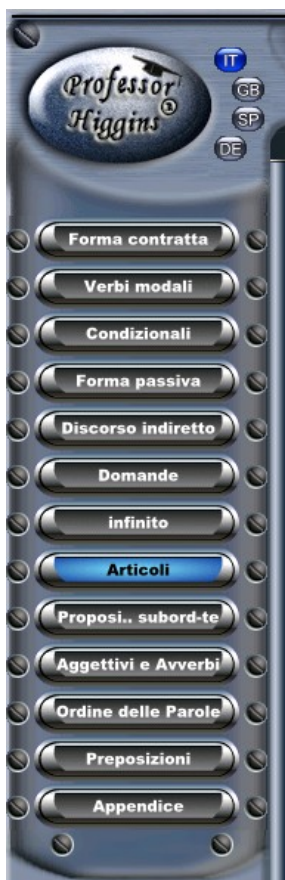 Professor
Higgins ®
IT
GB
SP
DE
Forma contratta
Verbi modali
Condizionali
Forma passiva
Discorso indiretto
Domande
infinito
Articoli
Proposi.. subord-te
Aggettivi e Avverbi
Ordine delle Parole
Preposizioni
Appendice